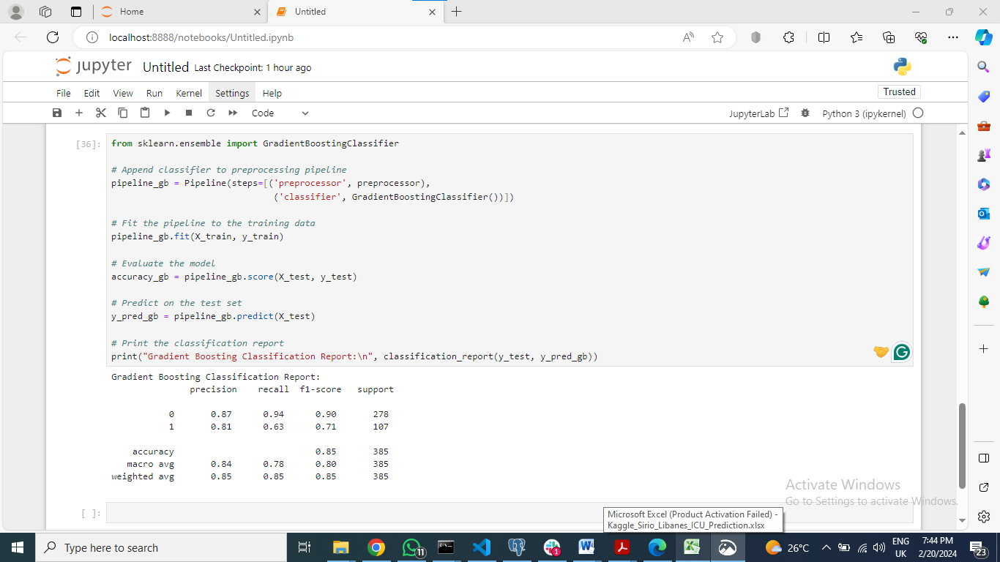 Home
Untitled
localhost:8888/notebooks/Untitled.ipynb
jupyter Untitled Last Checkpoint: 1 hour ago
File Edit View Run Kernel Settings Help
Trusted
Code
JupyterLab
Python 3 (ipykernel)
[36]:
from sklearn.ensemble import GradientBoostingClassifier
# Append classifier to preprocessing pipeline
pipeline_gb = Pipeline(steps=[('preprocessor', preprocessor),
('classifier', GradientBoostingClassifier())])
# Fit the pipeline to the training data
pipeline_gb.fit(X_train, y_train)
# Evaluate the model
accuracy_gb = pipeline_gb.score(X_test, y_test)
# Predict on the test set
y_pred_gb = pipeline_gb.predict(X_test)
# Print the classification report
print("Gradient Boosting Classification Report:\n", classification_report(y_test, y_pred_gb))
Gradient Boosting Classification Report:
precision recall f1-score support
0 0.87 0.94 0.90 278
1 0.81 0.63 0.71 107
accuracy 0.85 385
macro avg 0.84 0.78 0.80 385
weighted avg 0.85 0.85 0.85 385
[ ]:
Activate Windows
Go to Settings to activate Windows.
Microsoft Excel (Product Activation Failed) -
Kaggle_Sirio_Libanes_ICU_Prediction.xlsx
Type here to search
11
1
26°C
ENG
UK
7:44 PM
2/20/2024
23